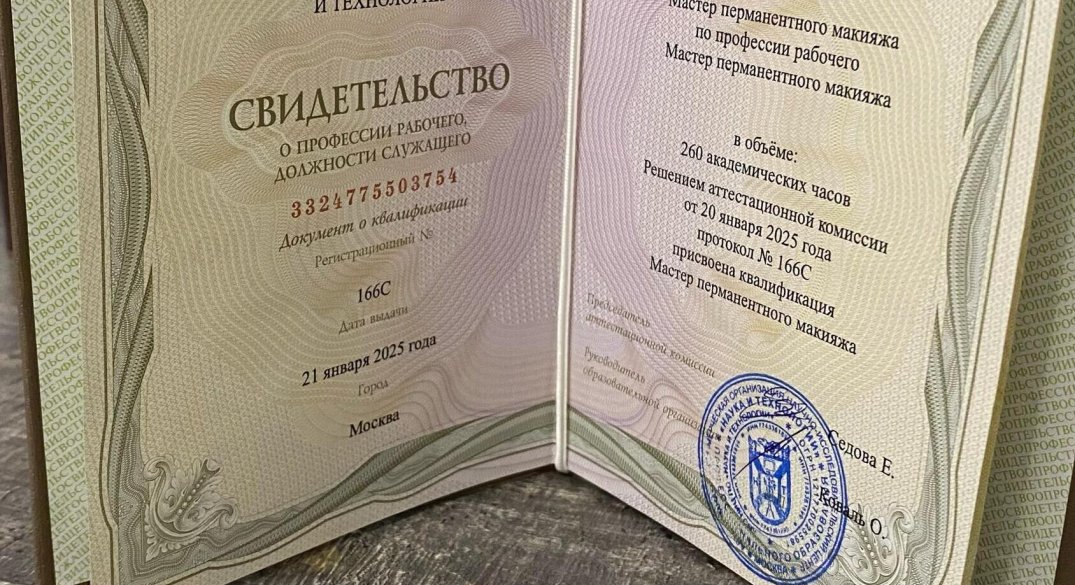 СВИДЕТЕЛЬСТВО
О ПРОФЕССИИ РАБОЧЕГО,
ДОЛЖНОСТИ СЛУЖАЩЕГО
3324775503754
Документ о квалификации
Регистрационный №
166С
Дата выдачи
21 января 2025 года
Город
Москва
Мастер перманентного макияжа
по профессии рабочего
Мастер перманентного макияжа
в объёме:
260 академических часов
Решением аттестационной комиссии
от 20 января 2025 года
протокол № 166С
присвоена квалификация
Мастер перманентного макияжа
Председатель
аттестационной комиссии
Руководитель
образовательной
Седова Е.
Коваль О.
«НАУКА И ТЕХНОЛОГИИ»
МОСКВА